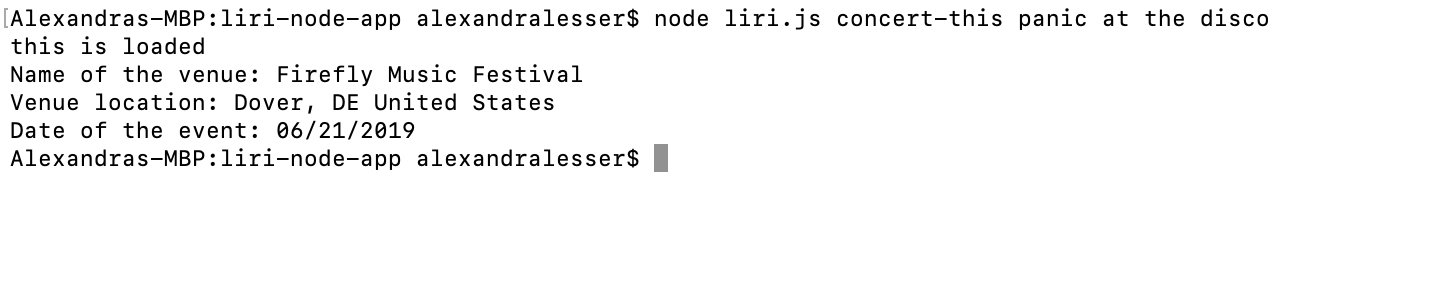 [Alexandras-MBP:liri-node-app alexandralesser$ node liri.js concert-this panic at the disco
this is loaded
Name of the venue: Firefly Music Festival
Venue location: Dover, DE United States
Date of the event: 06/21/2019
Alexandras-MBP:liri-node-app alexandralesser$